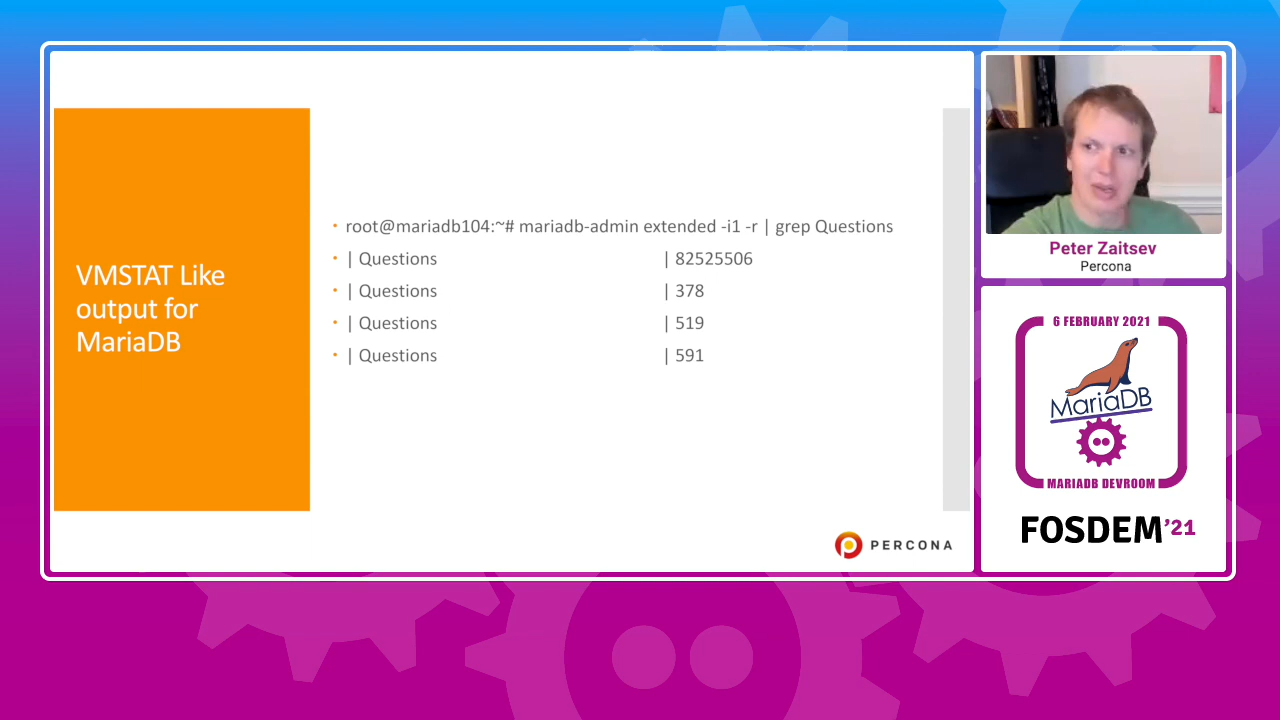 VMSTAT Like
output for
MariaDB
• root@mariadb104:~# mariadb-admin extended -i1 -r | grep Questions
• | Questions | 82525506
• | Questions | 378
• | Questions | 519
• | Questions | 591
PERCONA
Peter Zaitsev
Percona
6 FEBRUARY 2021
MariaDB
MARIADB DEVROOM
FOSDEM'21